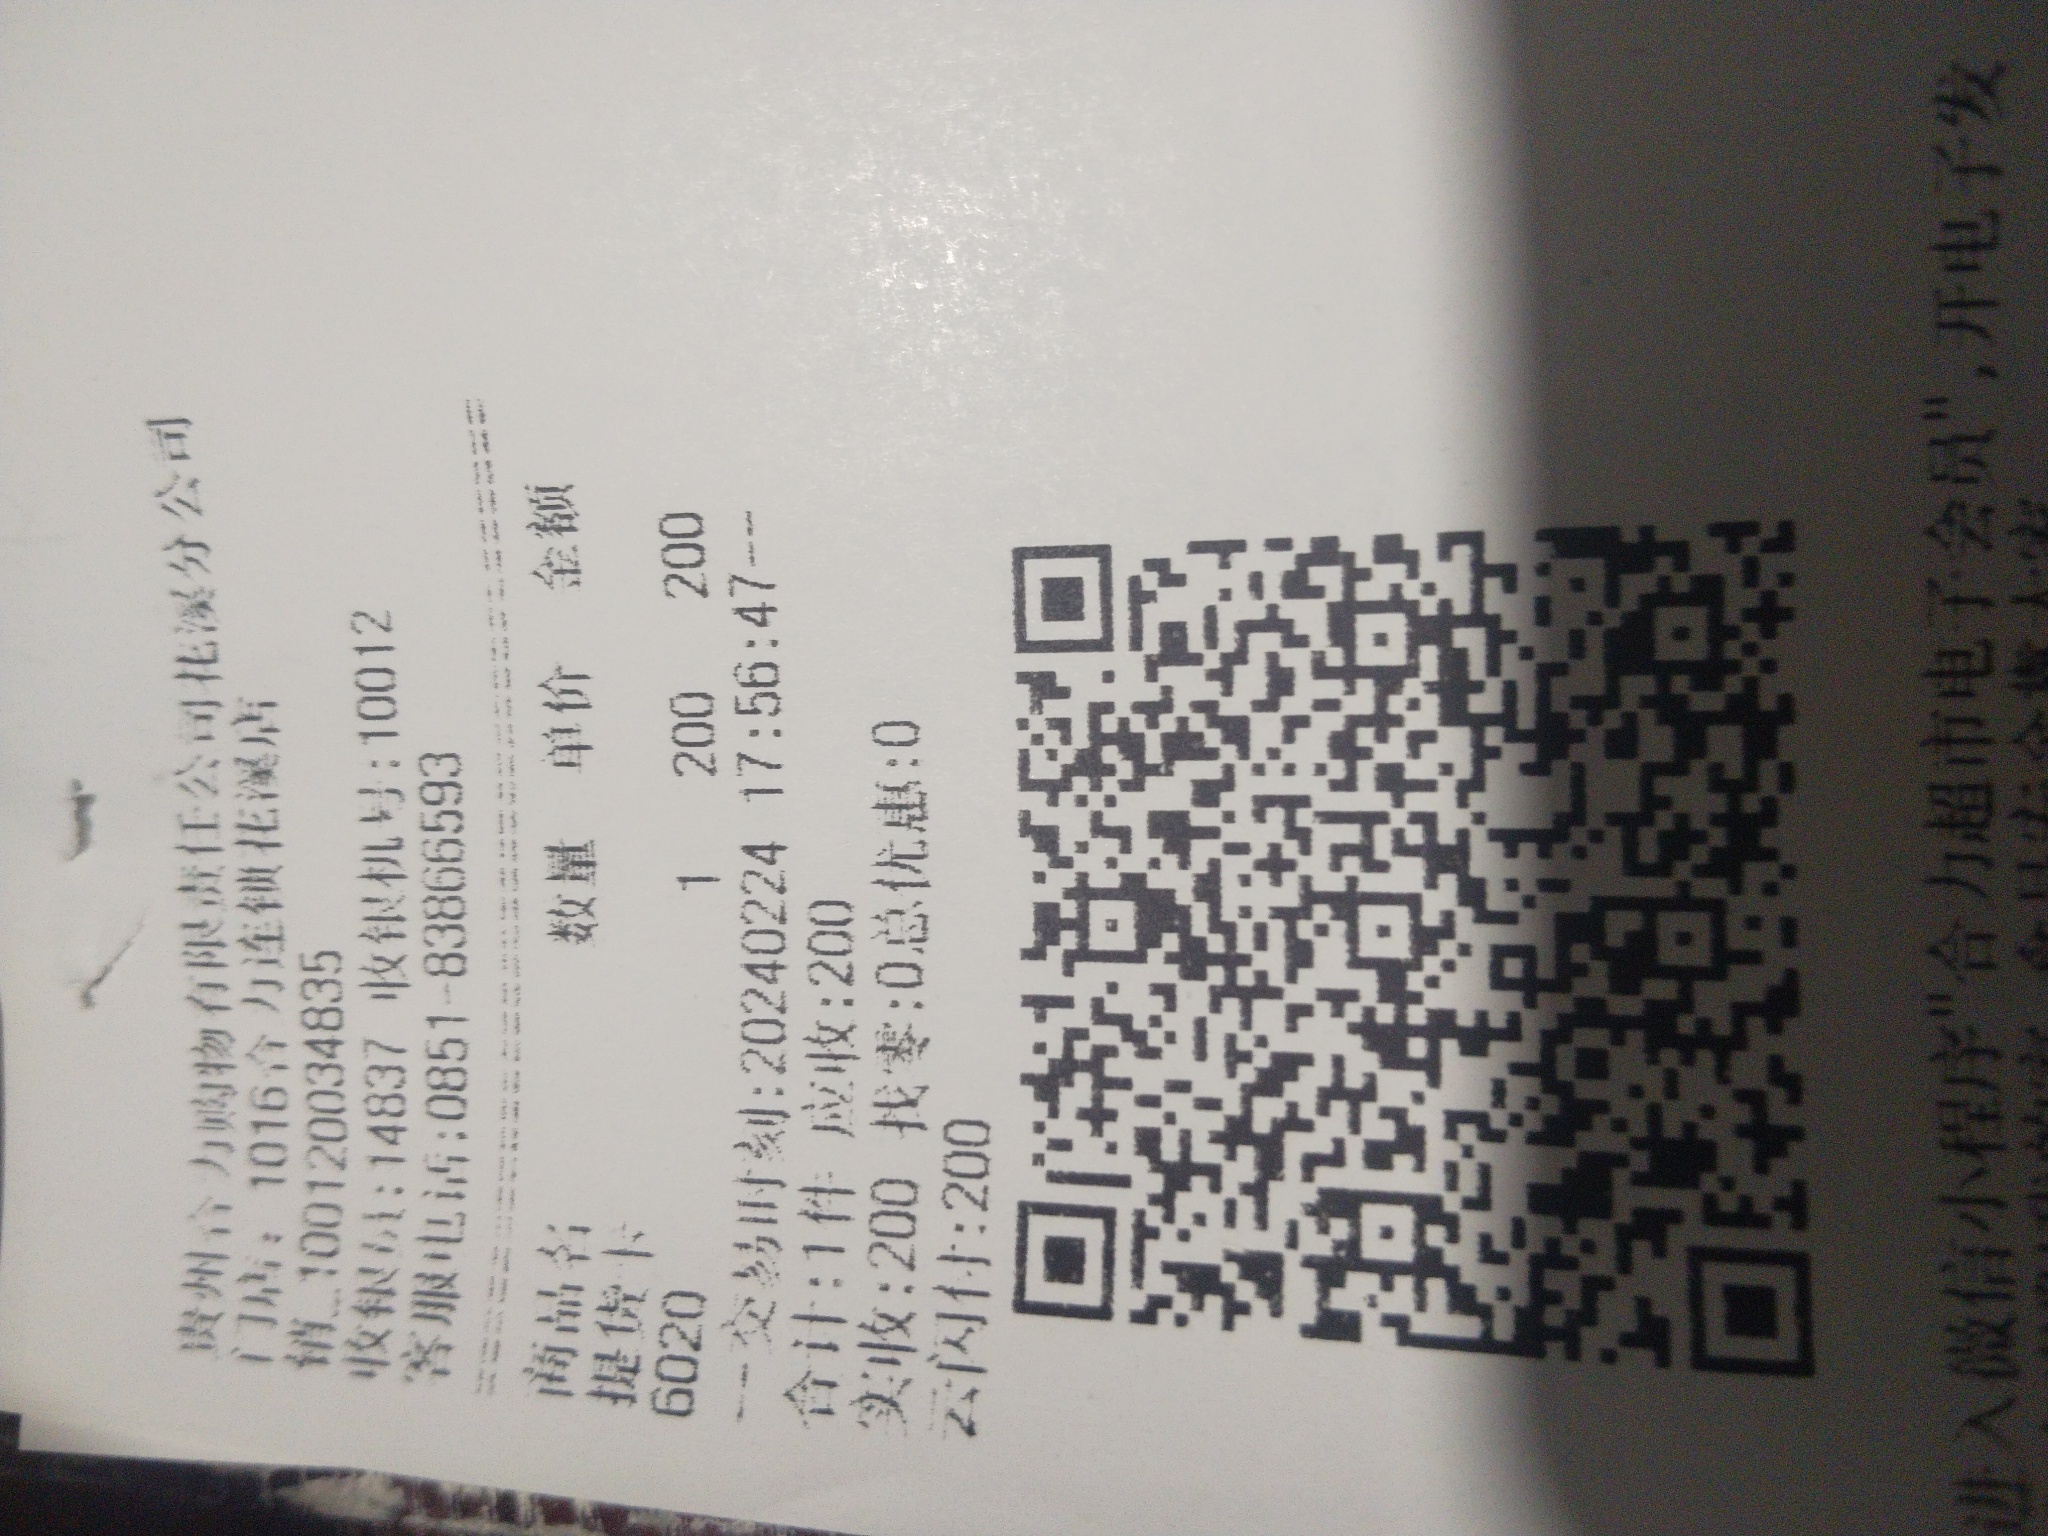 贵州合力购物有限责任公司花溪分公司
门店: 1016合力连锁花溪店
销_100120034​8835
收银员:14837 收银机号:10012
客服电话:0851-83866593
商品名 数量 单价 金额
提货卡
6020 1 200 200
--交易时刻:20240224 17:56:47---
合计:1件 应收:200
实收:200 找零:0总优惠:0
云闪付:200
进入微信小程序"合力超市电子会员",开电子发